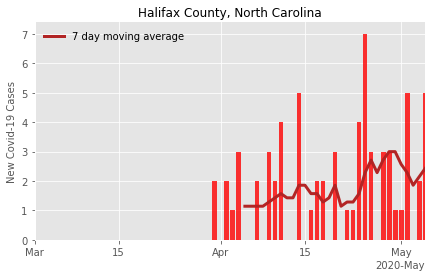 Halifax County, North Carolina
7 day moving average
New Covid-19 Cases
7
6
5
4
3
2
1
0
Mar 15 Apr 15 May
2020-May